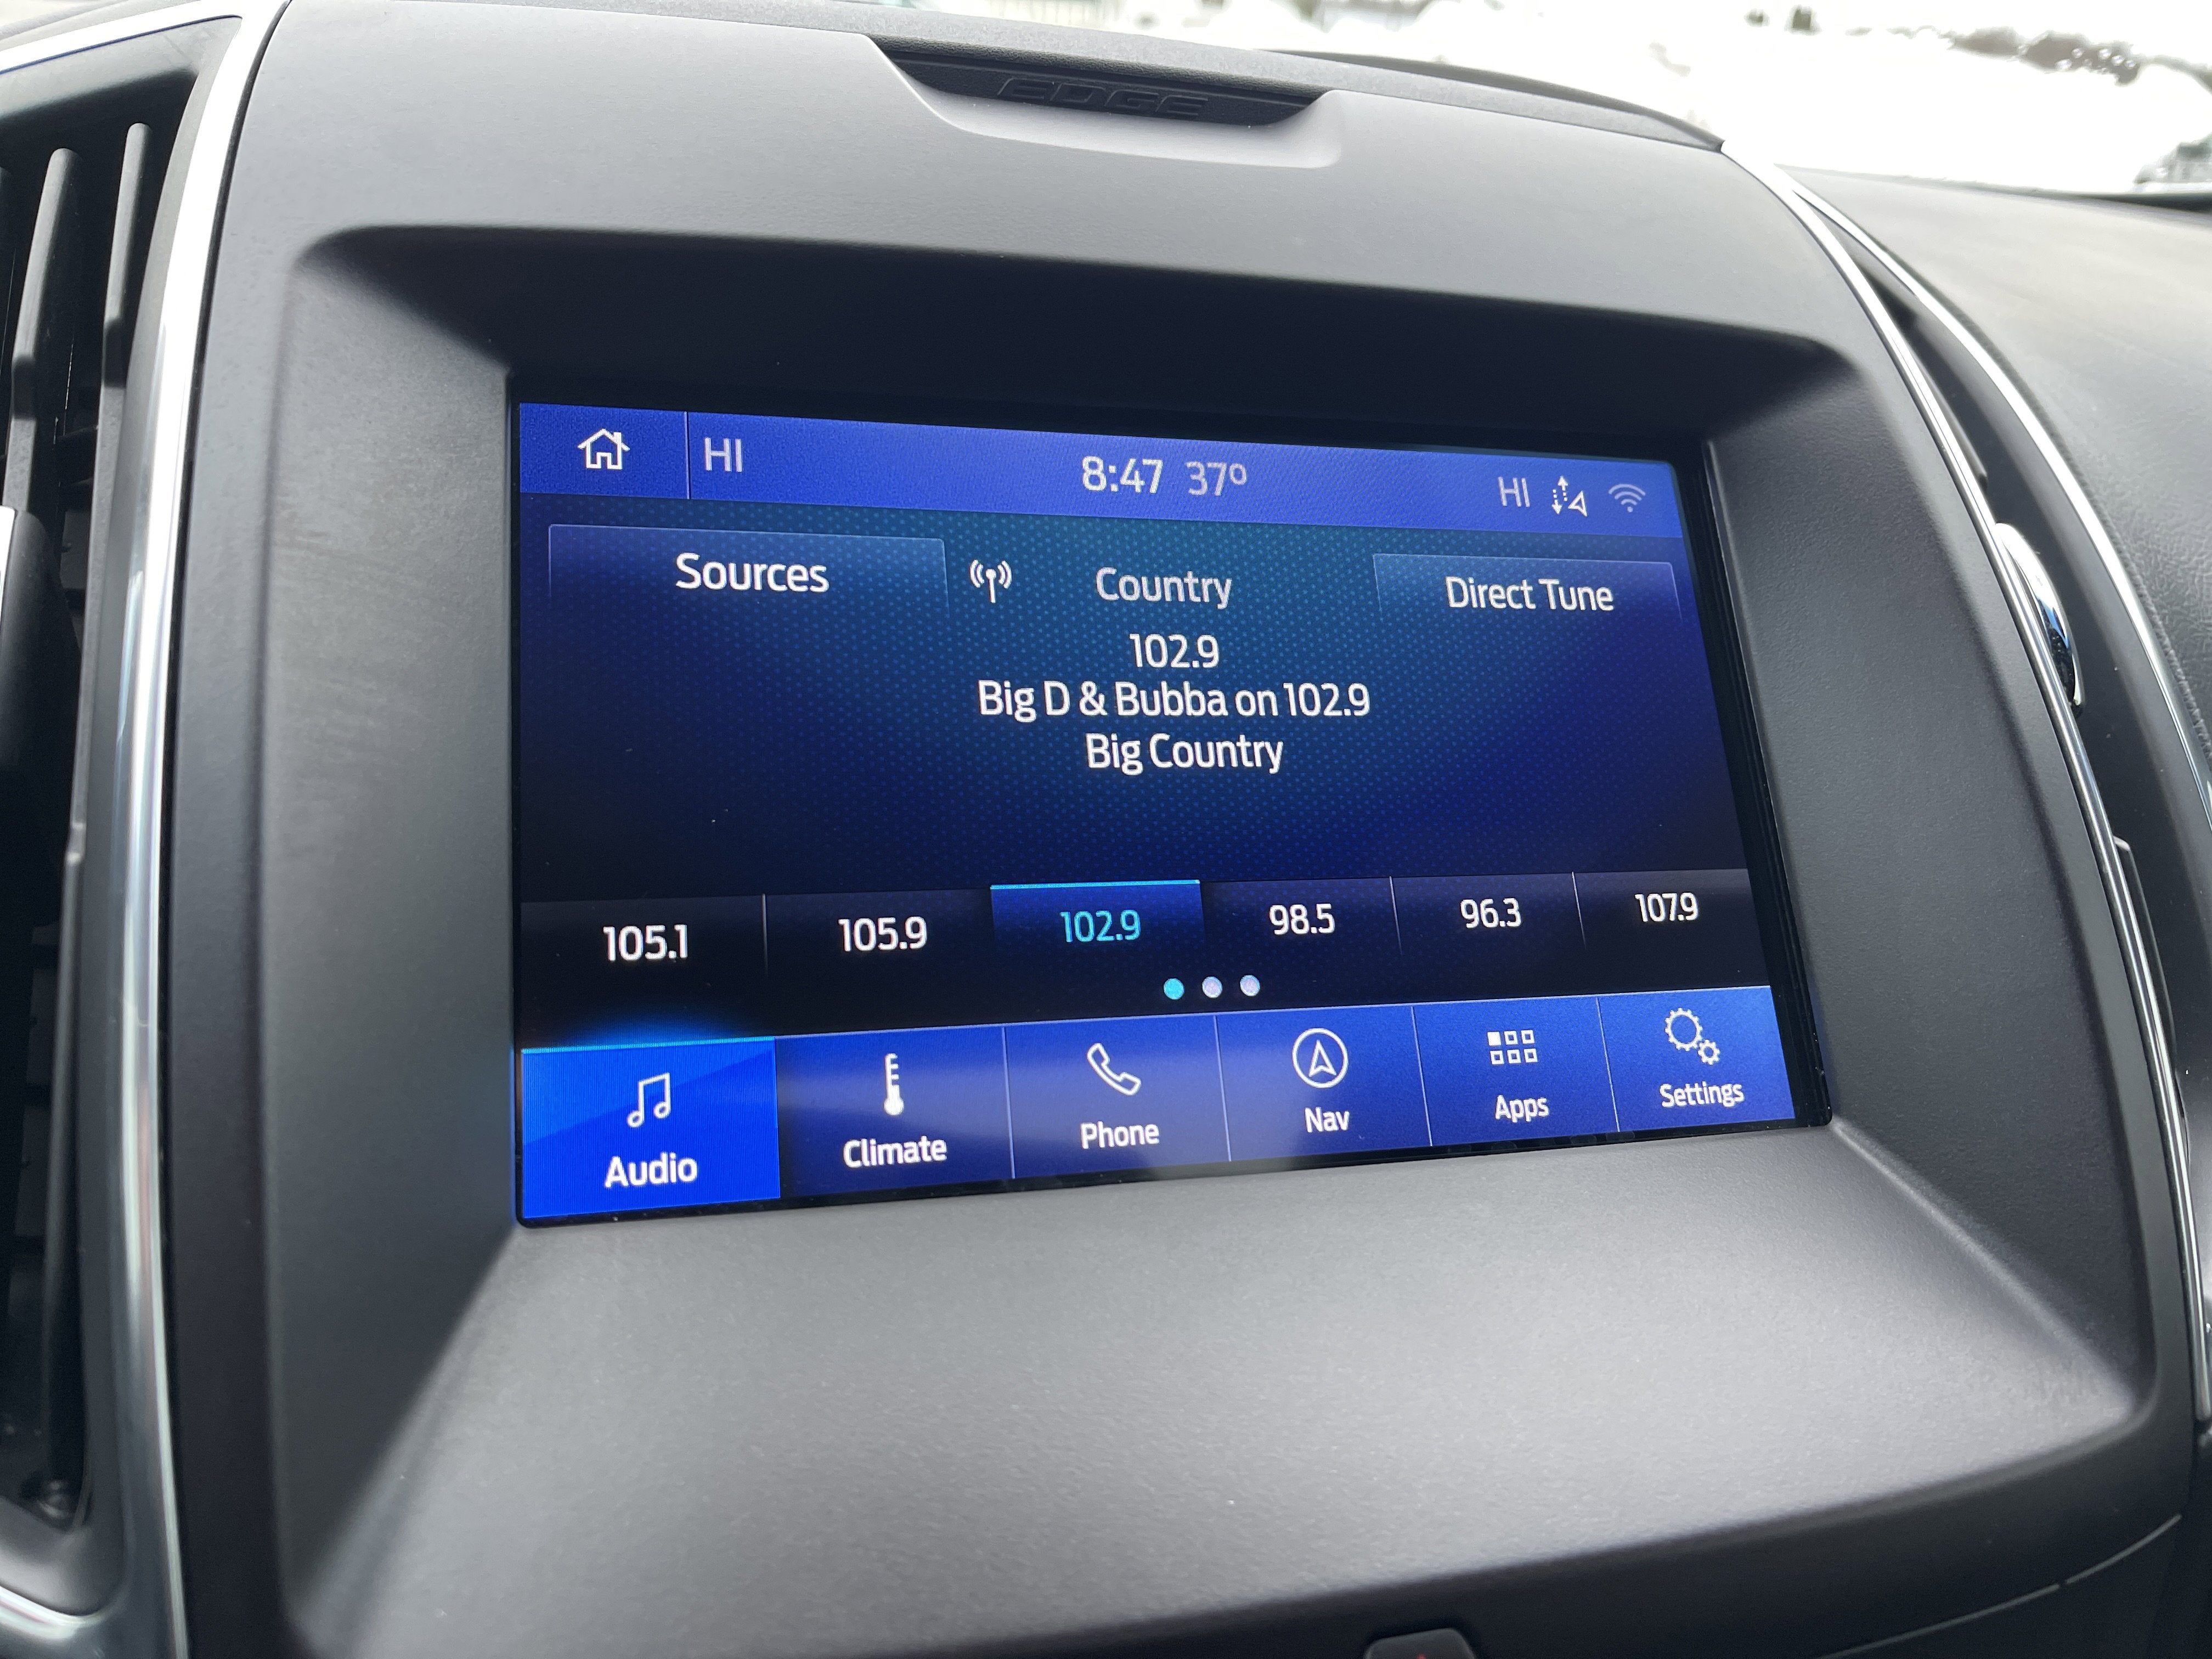 EDGE
HI 8:47 37° HI
Sources Country Direct Tune
102.9
Big D & Bubba on 102.9
Big Country
105.1 105.9 102.9 98.5 96.3 107.9
Audio Climate Phone Nav Apps Settings